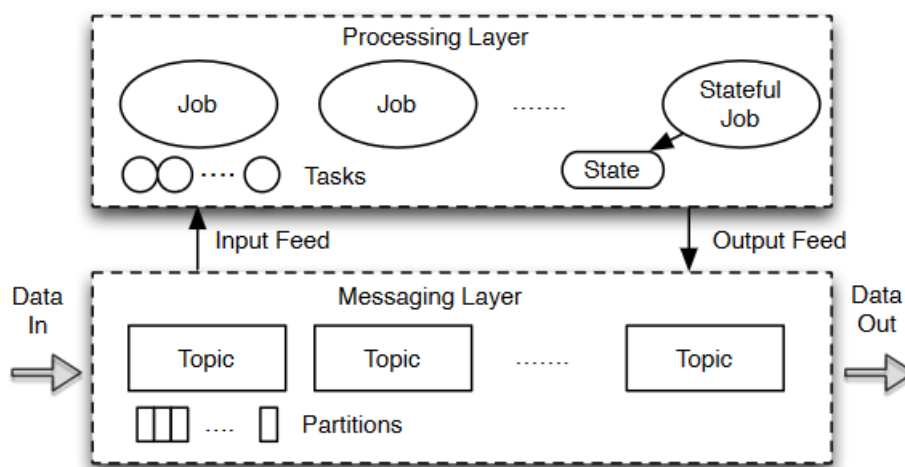 Processing Layer
Job
Job
.......
Stateful
Job
....
Tasks
State
Input Feed
Output Feed
Data
In
Messaging Layer
Data
Out
Topic
Topic
.......
Topic
....
Partitions